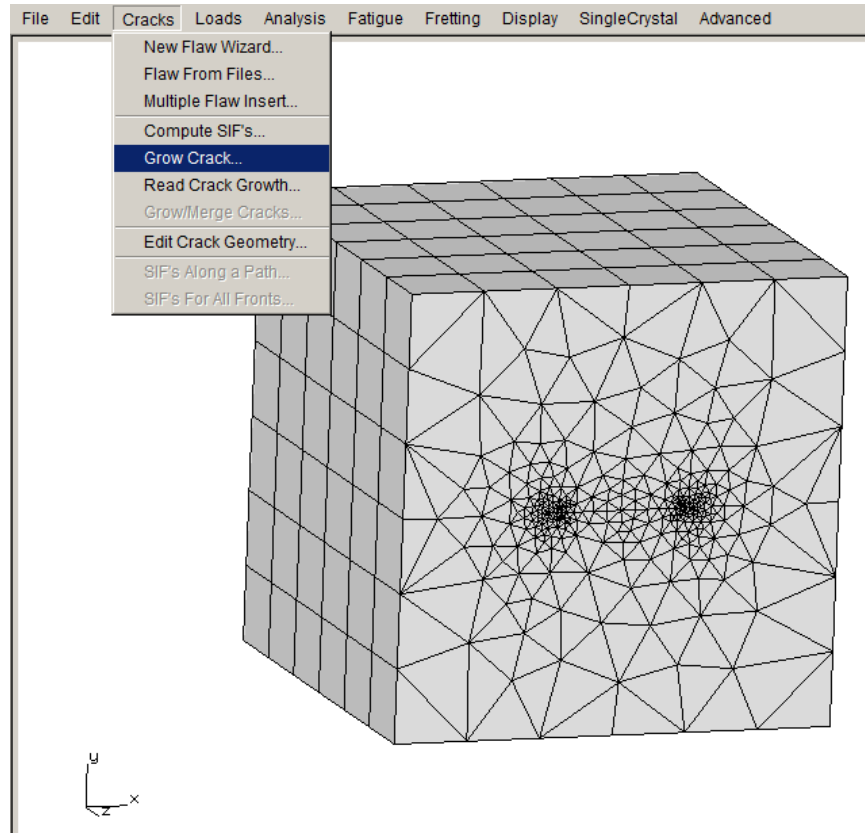 File Edit Cracks Loads Analysis Fatigue Fretting Display SingleCrystal Advanced
New Flaw Wizard...
Flaw From Files...
Multiple Flaw Insert...
Compute SIF's...
Grow Crack...
Read Crack Growth...
Grow/Merge Cracks...
Edit Crack Geometry...
SIF's Along a Path...
SIF's For All Fronts...
y
x
z